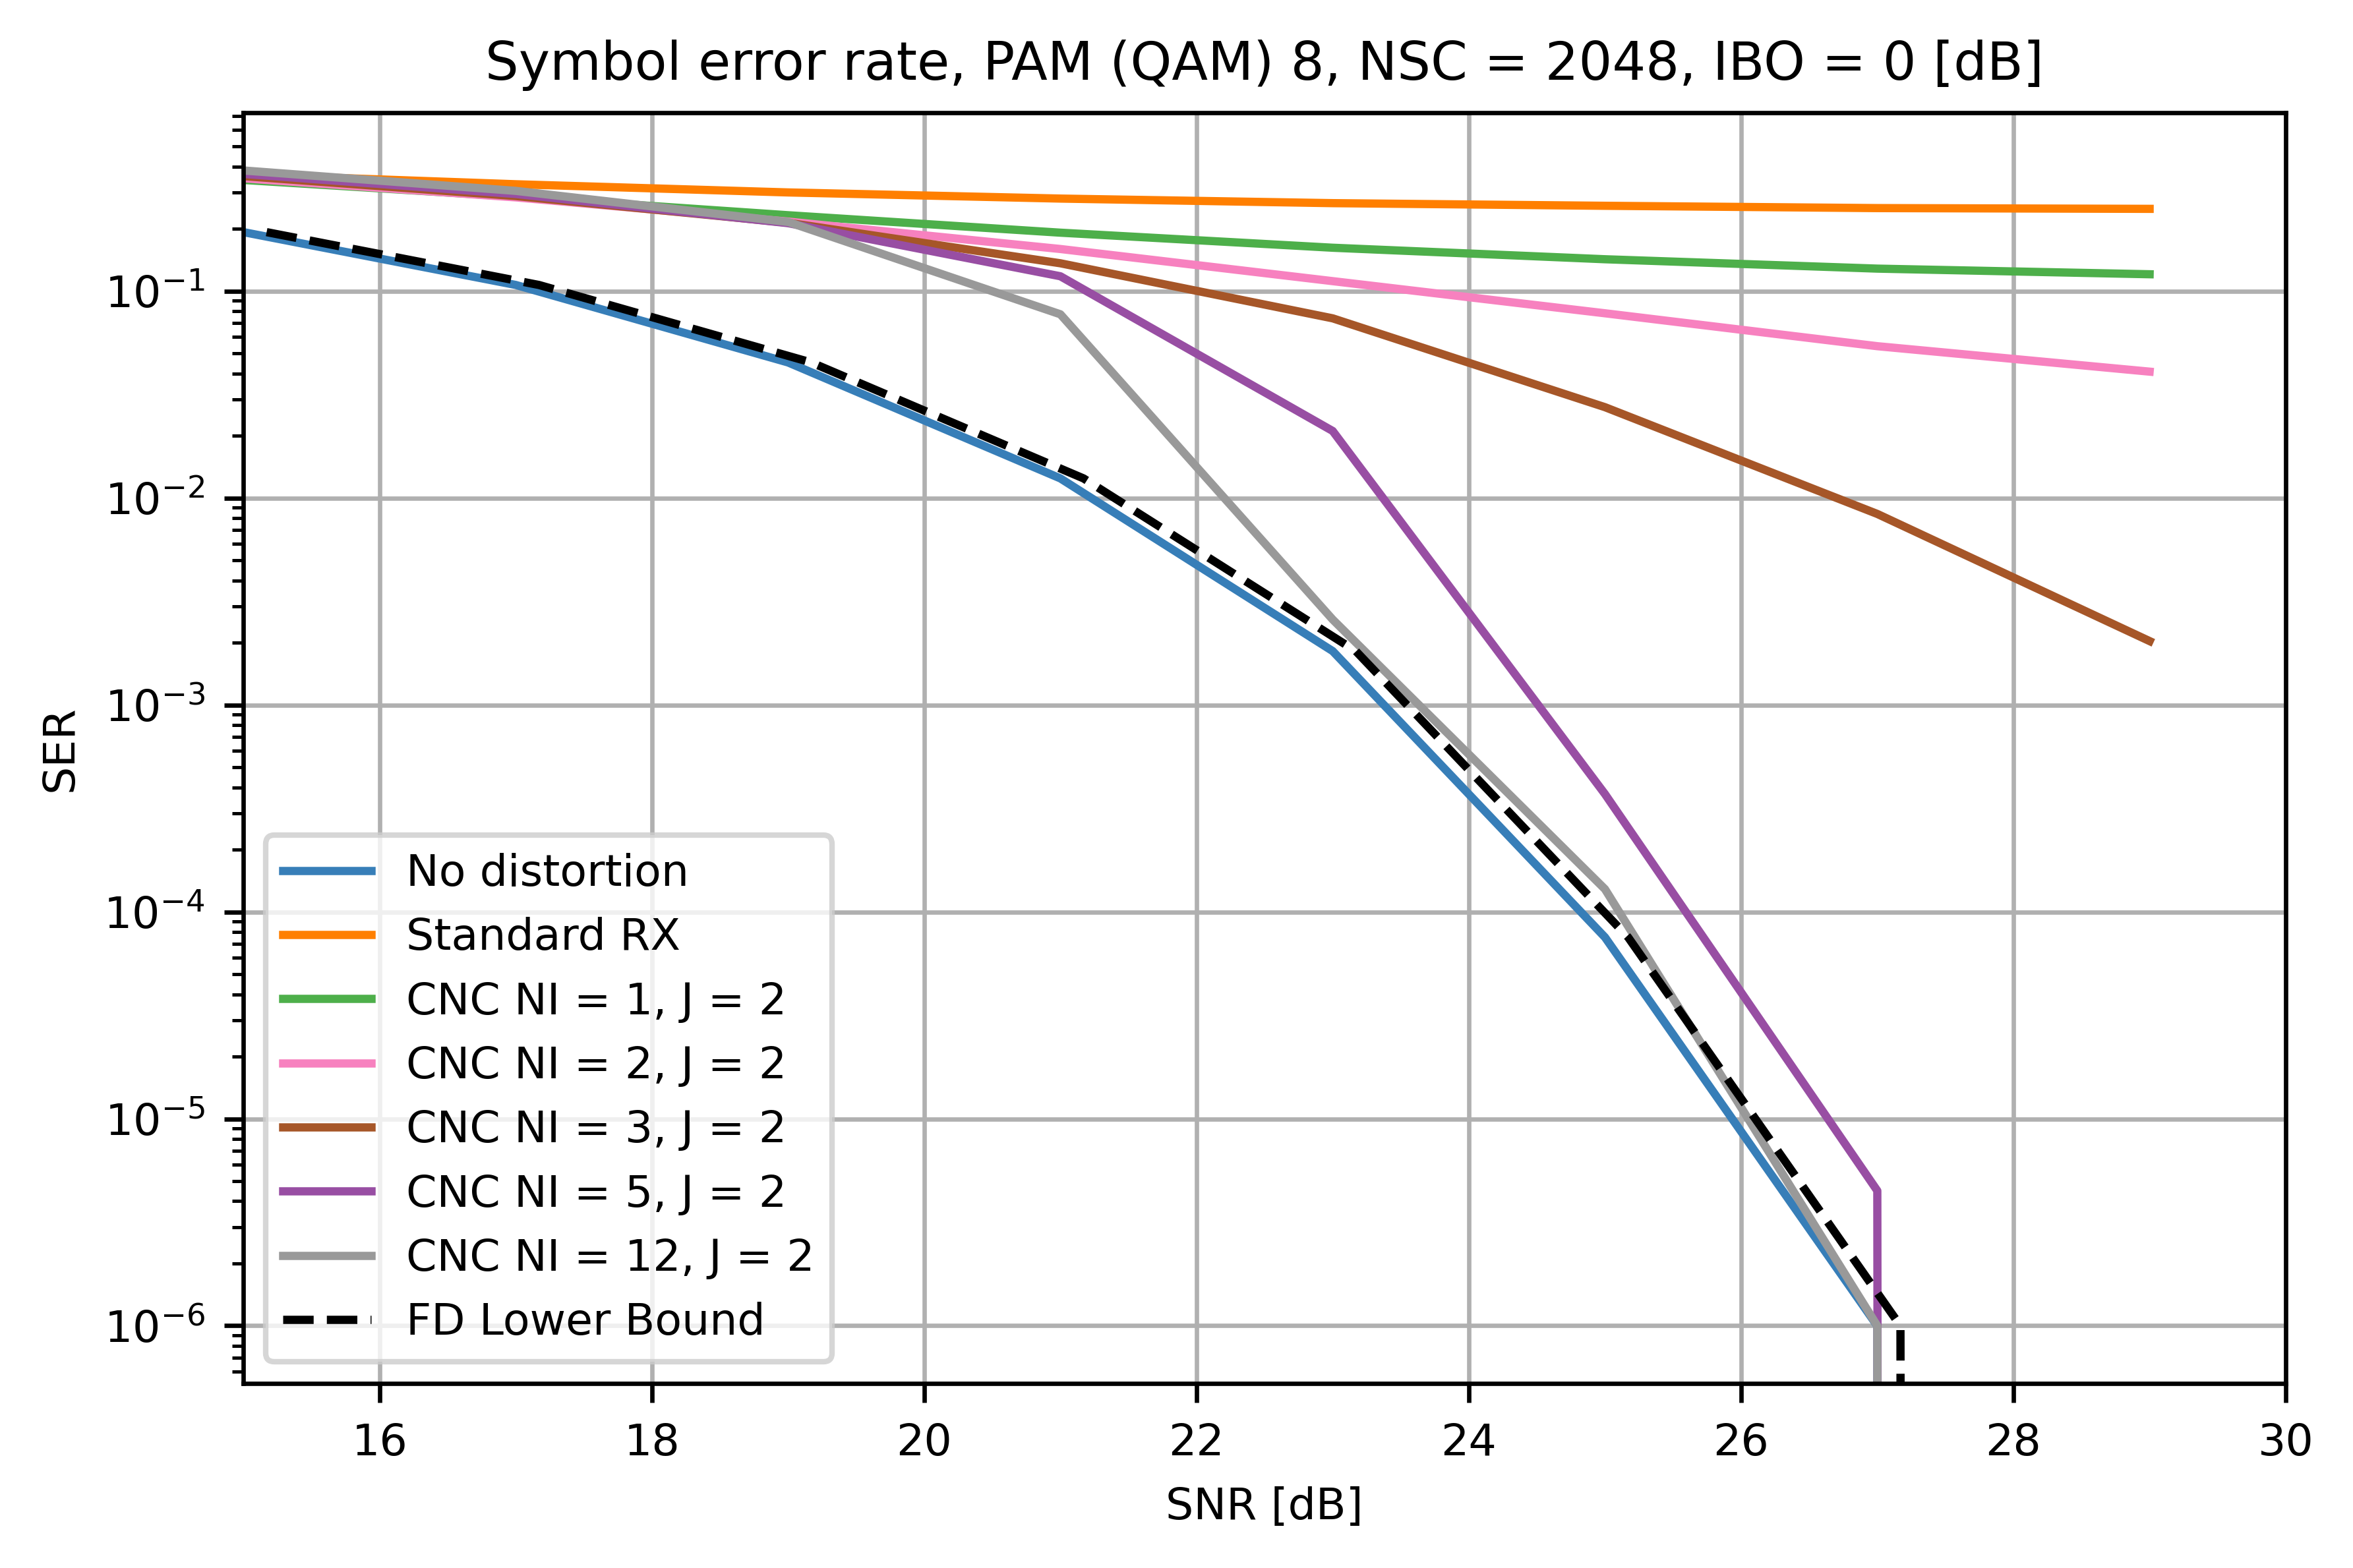 Symbol error rate, PAM (QAM) 8, NSC = 2048, IBO = 0 [dB]
10⁻¹
10⁻²
10⁻³
10⁻⁴
10⁻⁵
10⁻⁶
SER
No distortion
Standard RX
CNC NI = 1, J = 2
CNC NI = 2, J = 2
CNC NI = 3, J = 2
CNC NI = 5, J = 2
CNC NI = 12, J = 2
FD Lower Bound
16 18 20 22 24 26 28 30
SNR [dB]